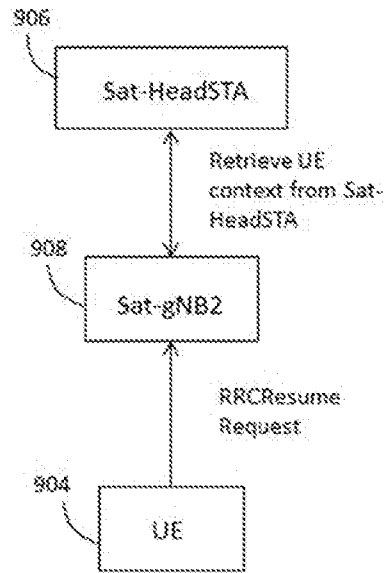 906
Sat-HeadSTA
Retrieve UE
context from Sat-
HeadSTA
908
Sat-gNB2
RRCResume
Request
904
UE